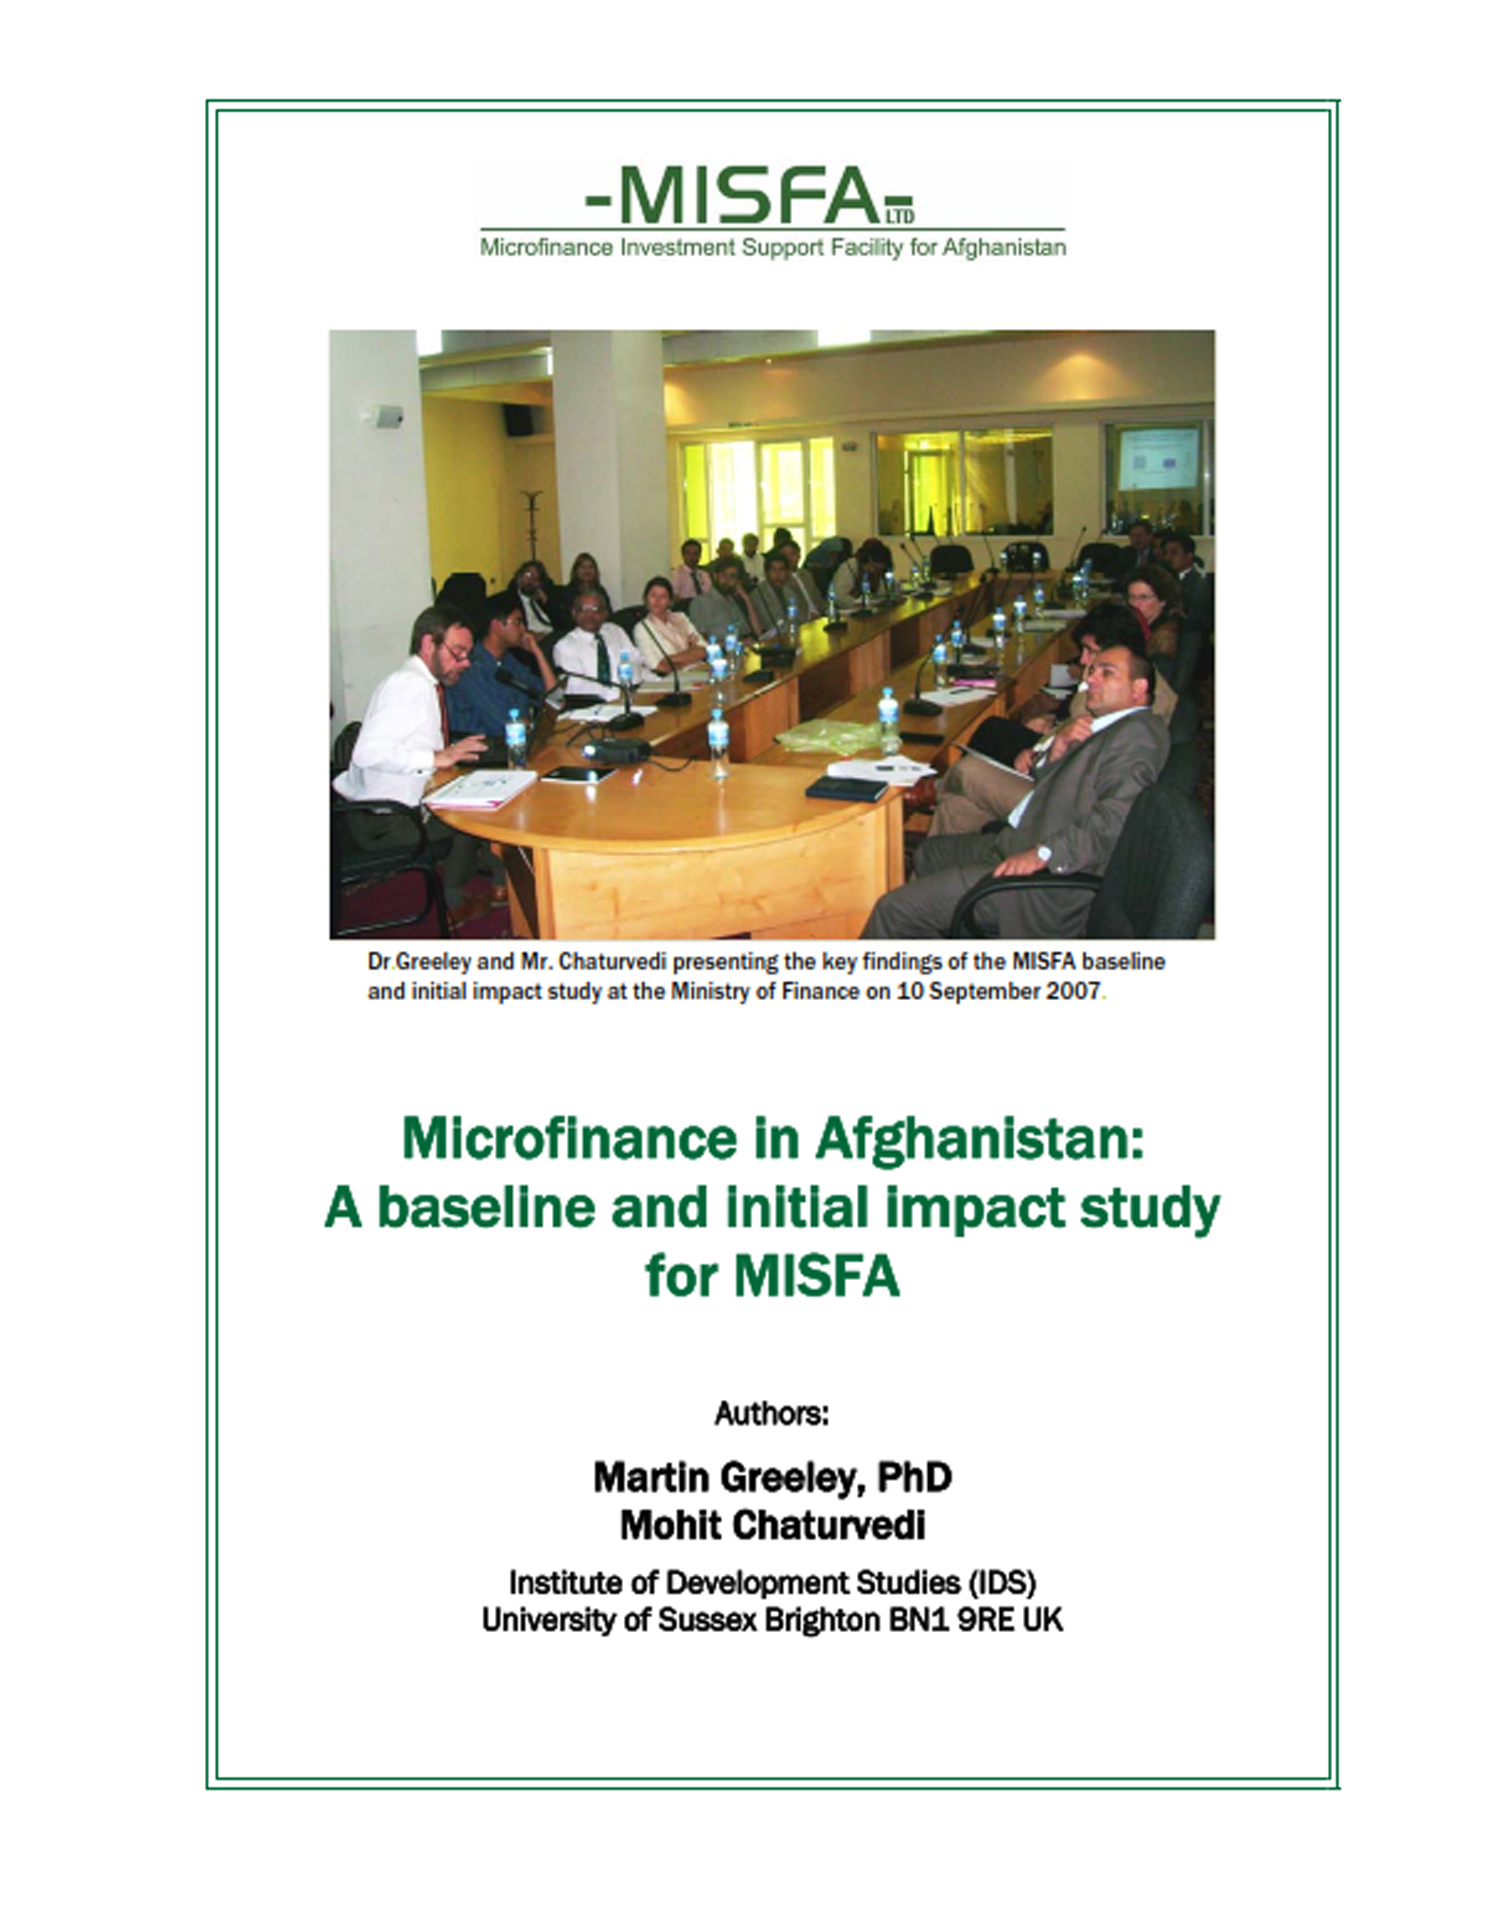 -MISFA-
LTD
Microfinance Investment Support Facility for Afghanistan
Dr.Greeley and Mr. Chaturvedi presenting the key findings of the MISFA baseline
and initial impact study at the Ministry of Finance on 10 September 2007.
Microfinance in Afghanistan:
A baseline and initial impact study
for MISFA
Authors:
Martin Greeley, PhD
Mohit Chaturvedi
Institute of Development Studies (IDS)
University of Sussex Brighton BN1 9RE UK